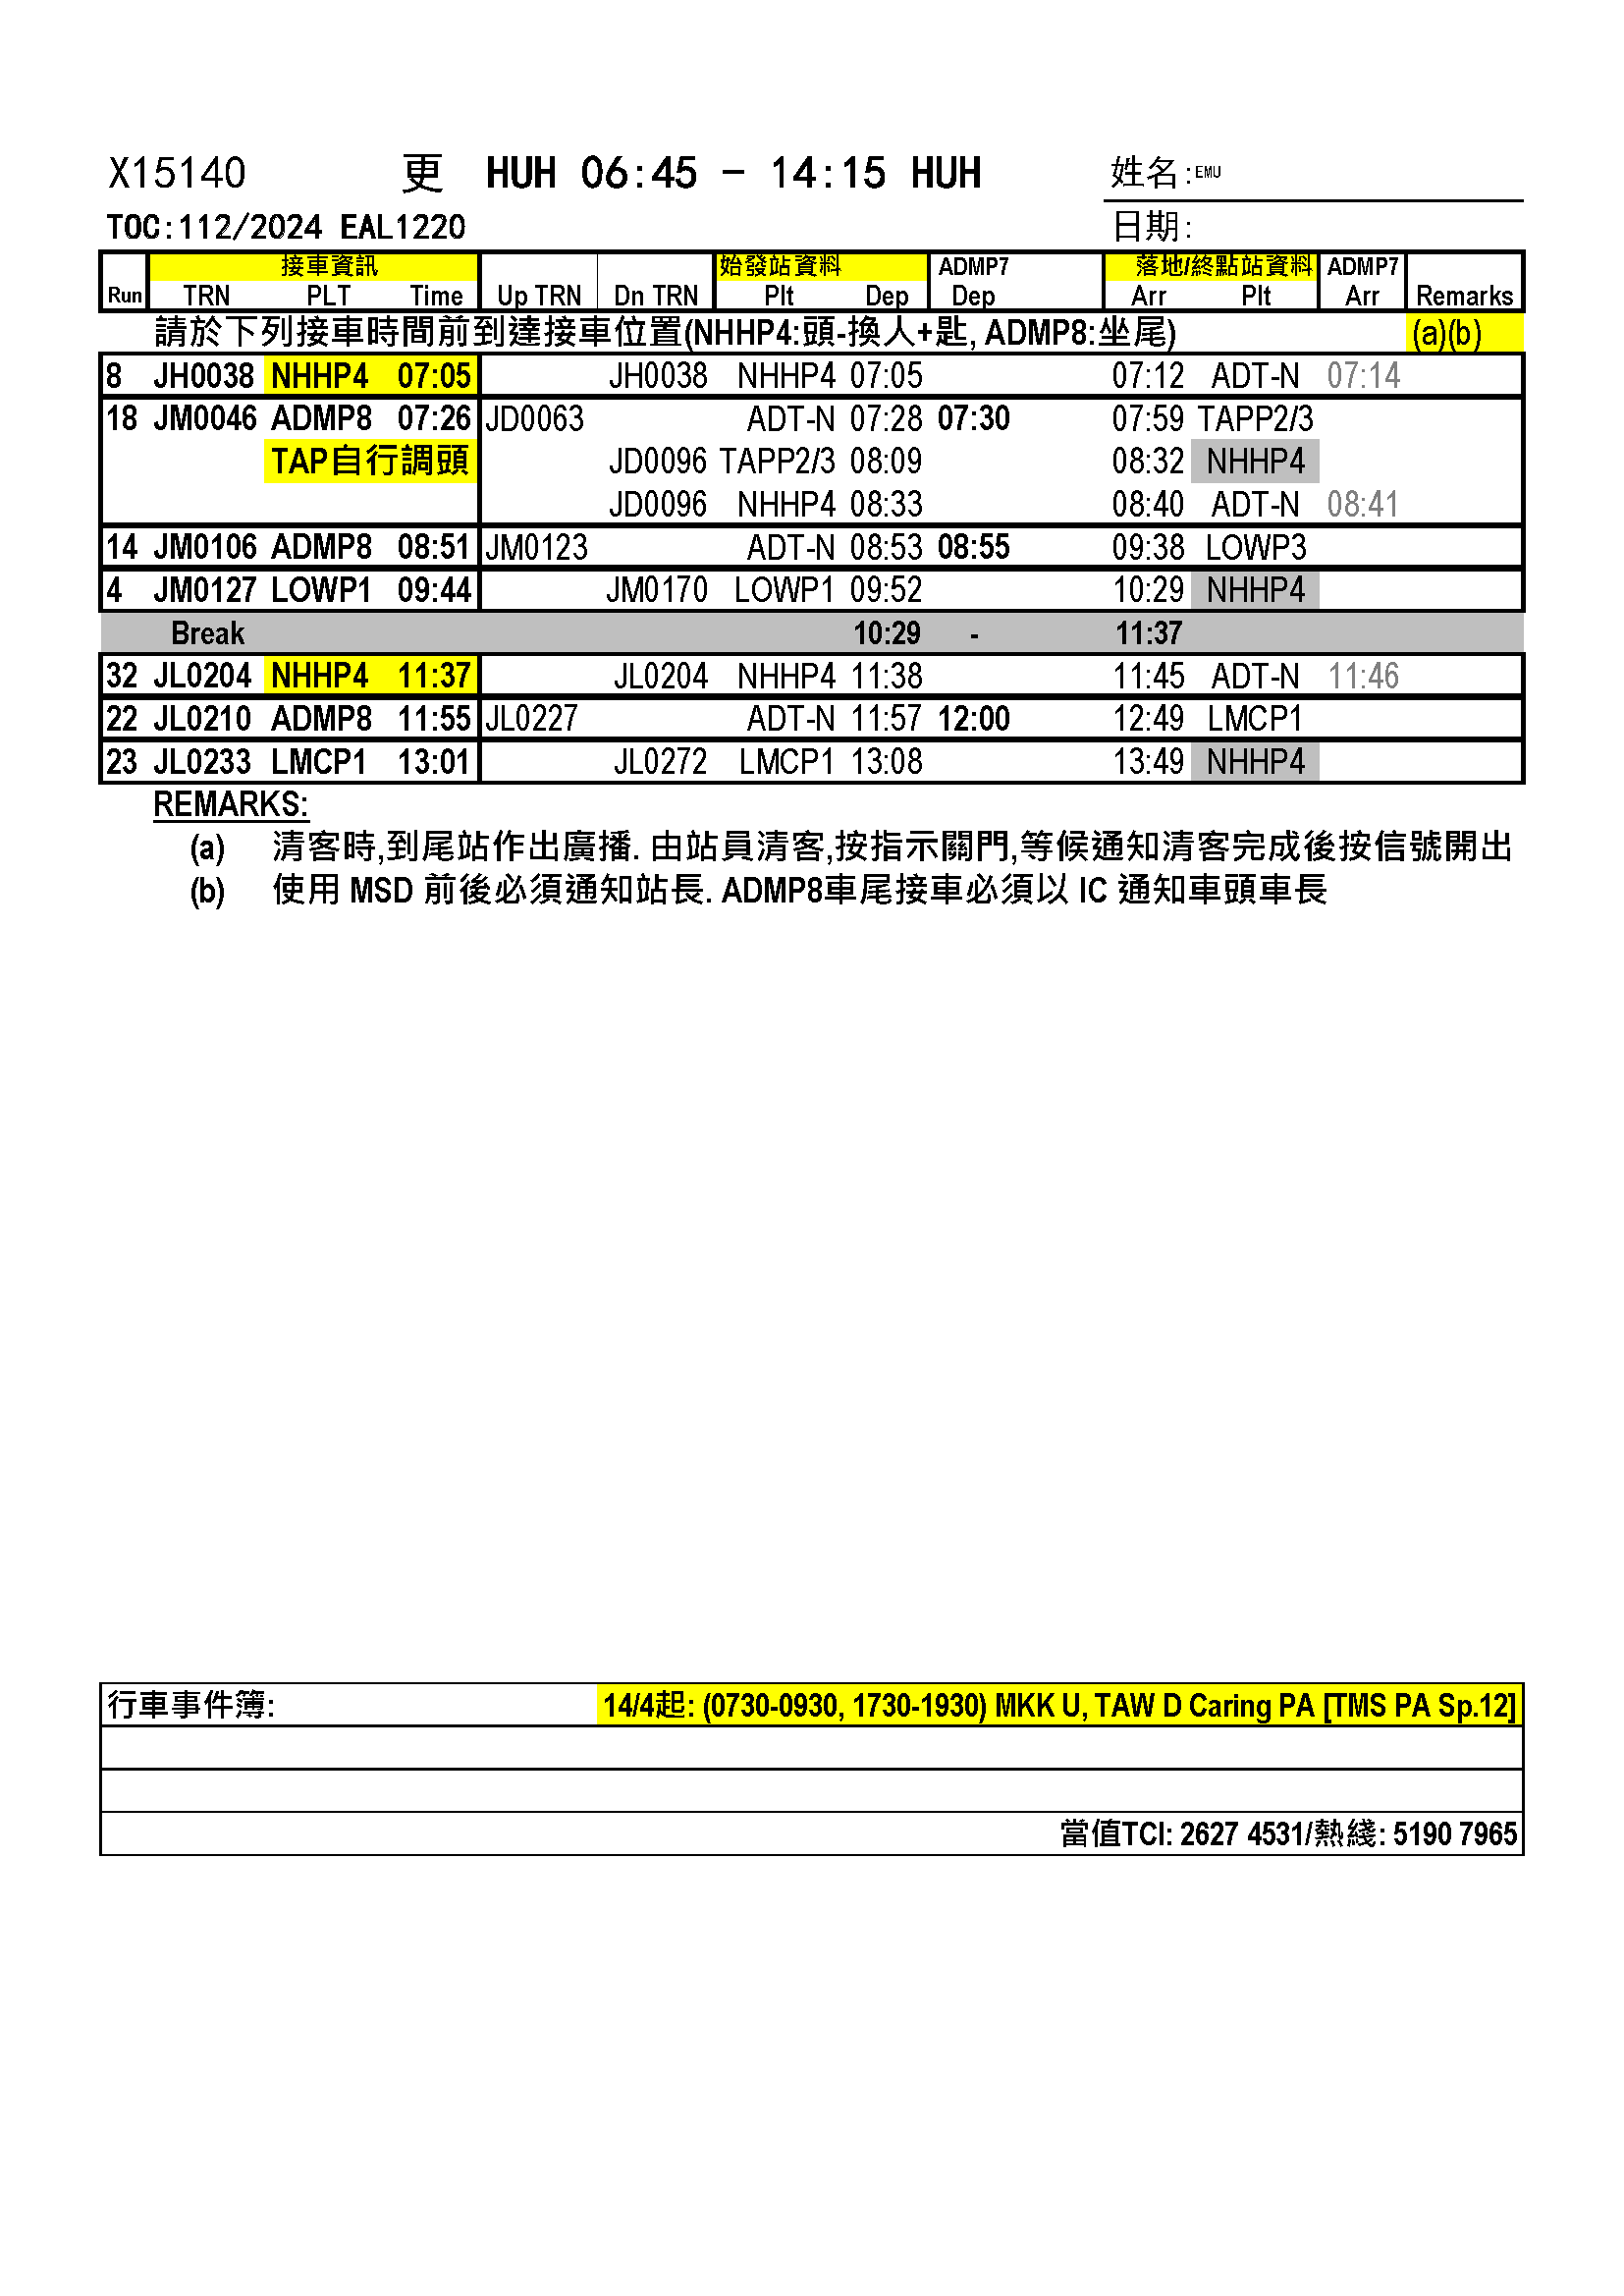 X15140 更 HUH 06:45 - 14:15 HUH 姓名:EMU
TOC:112/2024 EAL1220 日期:
接車資訊 始發站資料 ADMP7 落地/終點站資料 ADMP7
Run TRN PLT Time Up TRN Dn TRN Plt Dep Dep Arr Plt Arr Remarks
請於下列接車時間前到達接車位置(NHHP4:頭-換人+匙, ADMP8:坐尾) (a)(b)
8 JH0038 NHHP4 07:05 JH0038 NHHP4 07:05 07:12 ADT-N 07:14
18 JM0046 ADMP8 07:26 JD0063 ADT-N 07:28 07:30 07:59 TAPP2/3
TAP自行調頭 JD0096 TAPP2/3 08:09 08:32 NHHP4
JD0096 NHHP4 08:33 08:40 ADT-N 08:41
14 JM0106 ADMP8 08:51 JM0123 ADT-N 08:53 08:55 09:38 LOWP3
4 JM0127 LOWP1 09:44 JM0170 LOWP1 09:52 10:29 NHHP4
Break 10:29 - 11:37
32 JL0204 NHHP4 11:37 JL0204 NHHP4 11:38 11:45 ADT-N 11:46
22 JL0210 ADMP8 11:55 JL0227 ADT-N 11:57 12:00 12:49 LMCP1
23 JL0233 LMCP1 13:01 JL0272 LMCP1 13:08 13:49 NHHP4
REMARKS:
(a) 清客時,到尾站作出廣播. 由站員清客,按指示關門,等候通知清客完成後按信號開出
(b) 使用 MSD 前後必須通知站長. ADMP8車尾接車必須以 IC 通知車頭車長
行車事件簿: 14/4起: (0730-0930, 1730-1930) MKK U, TAW D Caring PA [TMS PA Sp.12]
當值TCI: 2627 4531/熱綫: 5190 7965